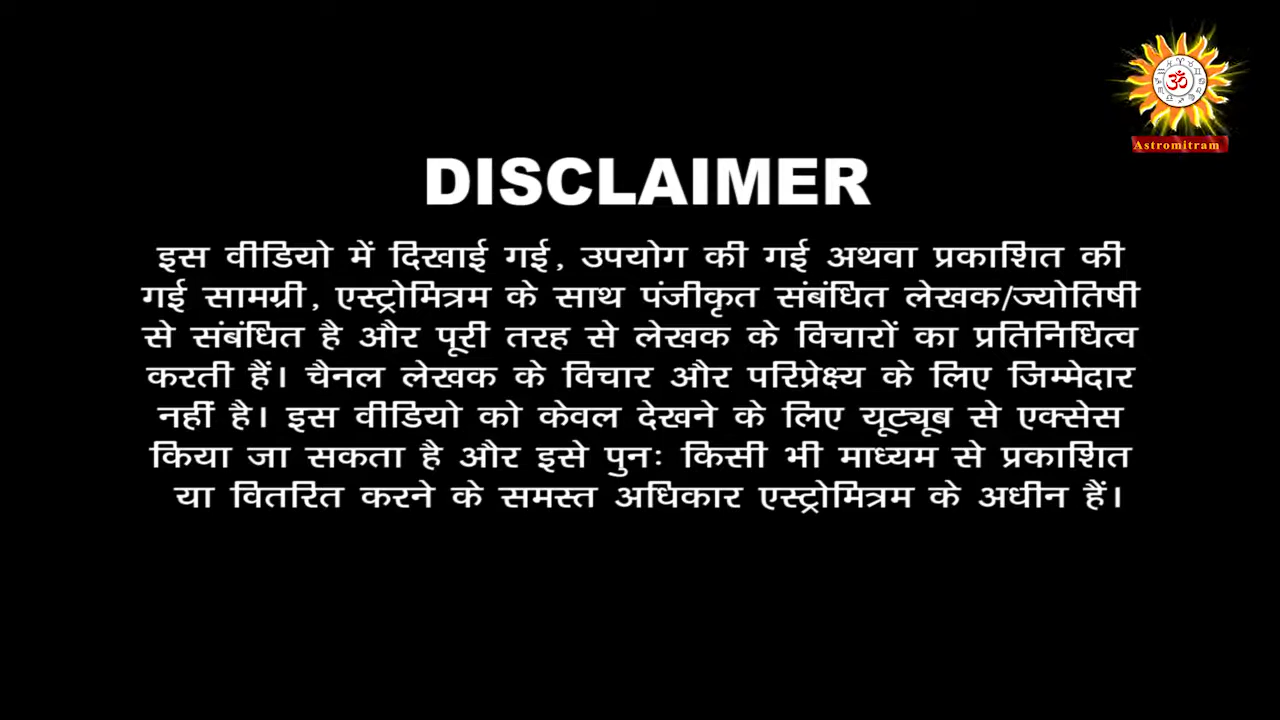 Astromitram
DISCLAIMER
इस वीडियो में दिखाई गई, उपयोग की गई अथवा प्रकाशित की
गई सामग्री, एस्ट्रोमित्रम के साथ पंजीकृत संबंधित लेखक/ज्योतिषी
से संबंधित है और पूरी तरह से लेखक के विचारों का प्रतिनिधित्व
करती हैं। चैनल लेखक के विचार और परिप्रेक्ष्य के लिए जिम्मेदार
नहीं है। इस वीडियो को केवल देखने के लिए यूट्यूब से एक्सेस
किया जा सकता है और इसे पुनः किसी भी माध्यम से प्रकाशित
या वितरित करने के समस्त अधिकार एस्ट्रोमित्रम के अधीन हैं।
ॐ